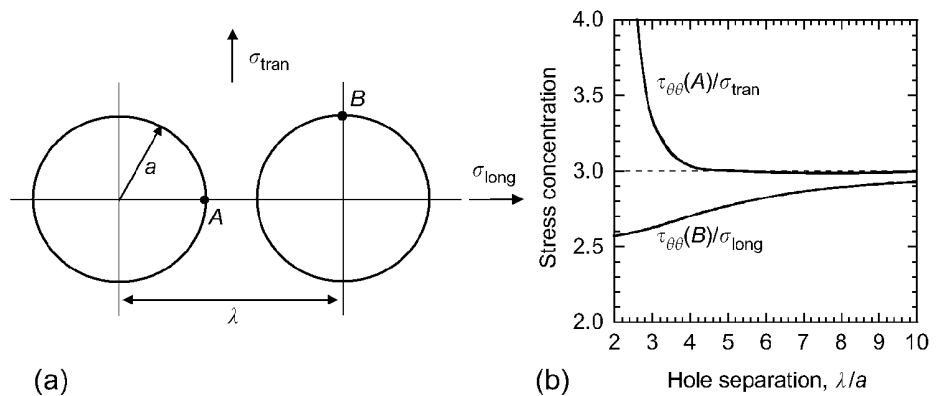 σtran
B
a
σlong
A
λ
(a)
4.0
3.5
3.0
2.5
2.0
Stress concentration
τθθ(A)/σtran
τθθ(B)/σlong
2 3 4 5 6 7 8 9 10
Hole separation, λ/a
(b)